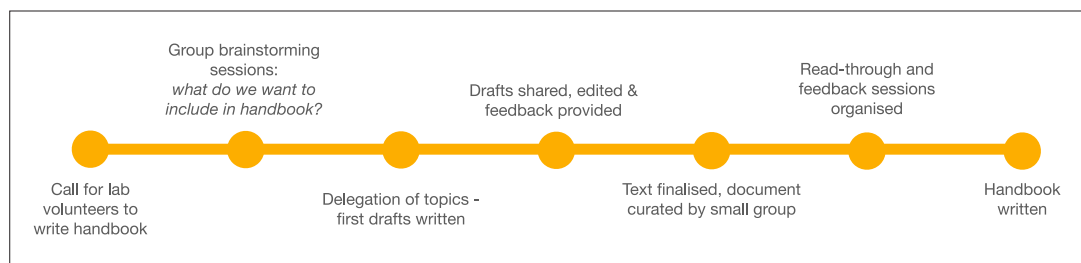 Group brainstorming
sessions:
what do we want to
include in handbook?
Drafts shared, edited &
feedback provided
Read-through and
feedback sessions
organised
Call for lab
volunteers to
write handbook
Delegation of topics -
first drafts written
Text finalised, document
curated by small group
Handbook
written